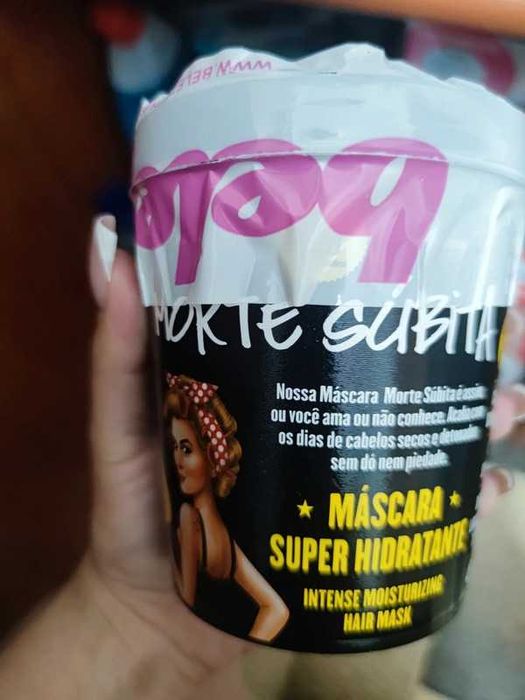 MORTE SÚBITA
Nossa Máscara Morte Súbita é assim
ou você ama ou não conhece. Acaba com
os dias de cabelos secos e
sem dó nem piedade.
MÁSCARA
SUPER HIDRATANTE
INTENSE MOISTURIZING
HAIR MASK